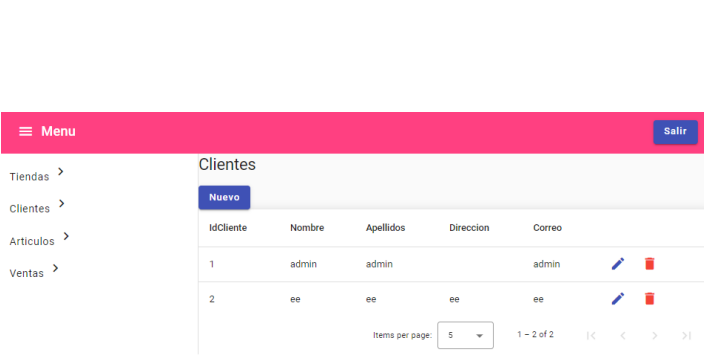 Menu Salir
Tiendas
Clientes
Articulos
Ventas
Clientes
Nuevo
IdCliente Nombre Apellidos Direccion Correo
1 admin admin admin
2 ee ee ee ee
Items per page: 5 1 – 2 of 2